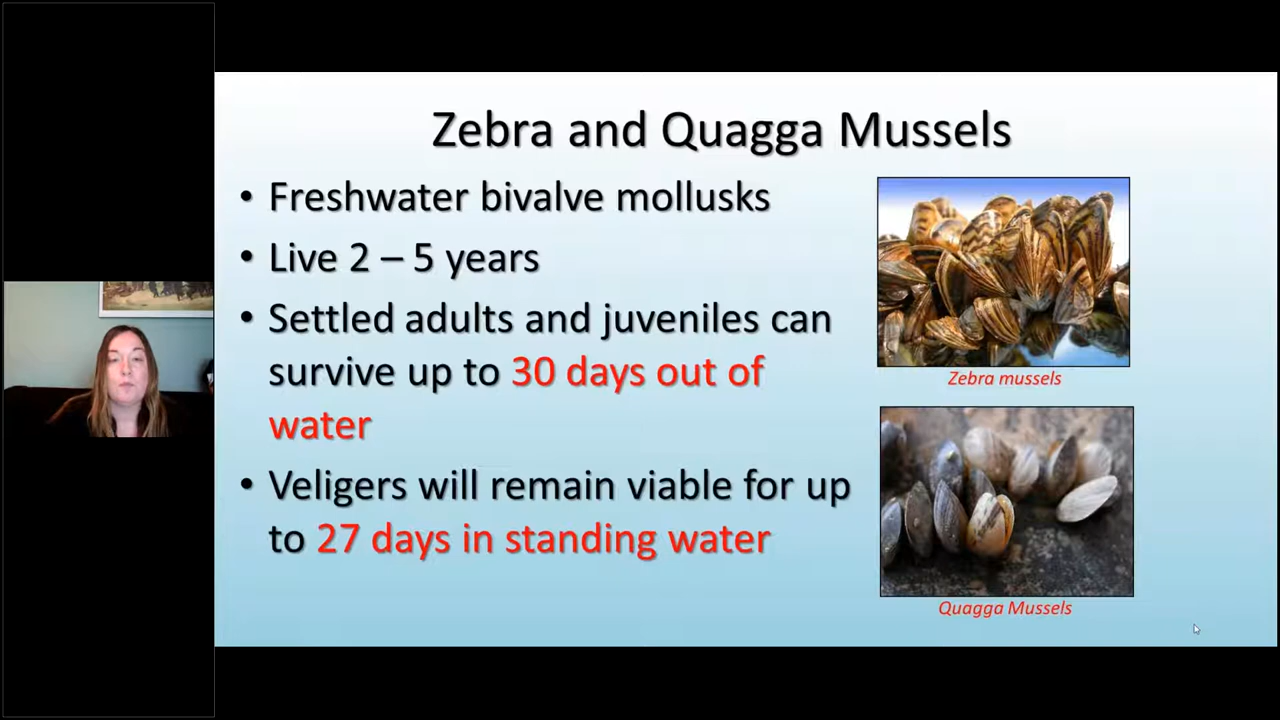 Zebra and Quagga Mussels
• Freshwater bivalve mollusks
• Live 2 – 5 years
• Settled adults and juveniles can
survive up to 30 days out of
water
• Veligers will remain viable for up
to 27 days in standing water
Zebra mussels
Quagga Mussels